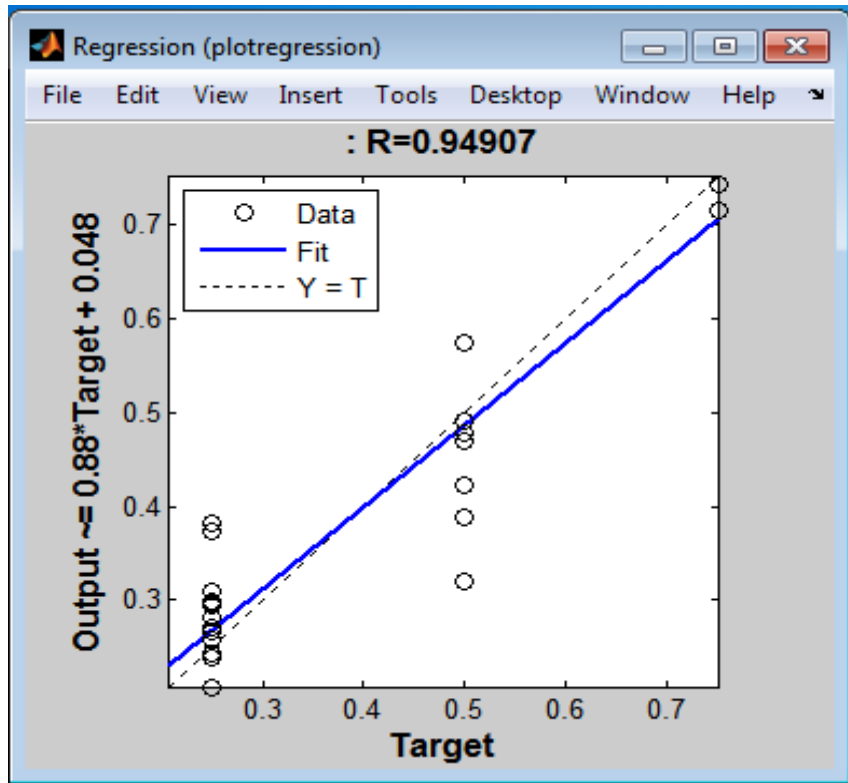 Regression (plotregression)
File Edit View Insert Tools Desktop Window Help
: R=0.94907
Output ~= 0.88*Target + 0.048
0.7
0.6
0.5
0.4
0.3
Data
Fit
Y = T
0.3 0.4 0.5 0.6 0.7
Target